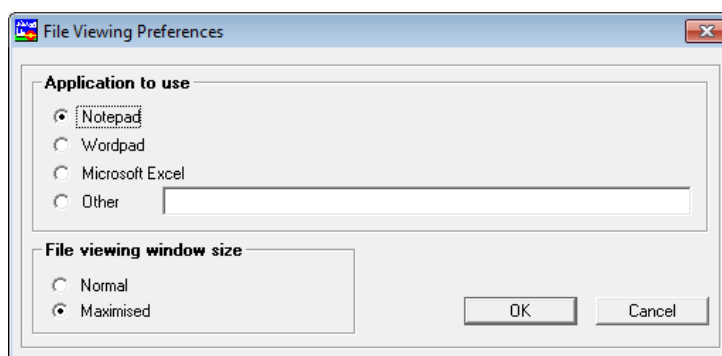 File Viewing Preferences
Application to use
Notepad
Wordpad
Microsoft Excel
Other
File viewing window size
Normal
Maximised
OK Cancel